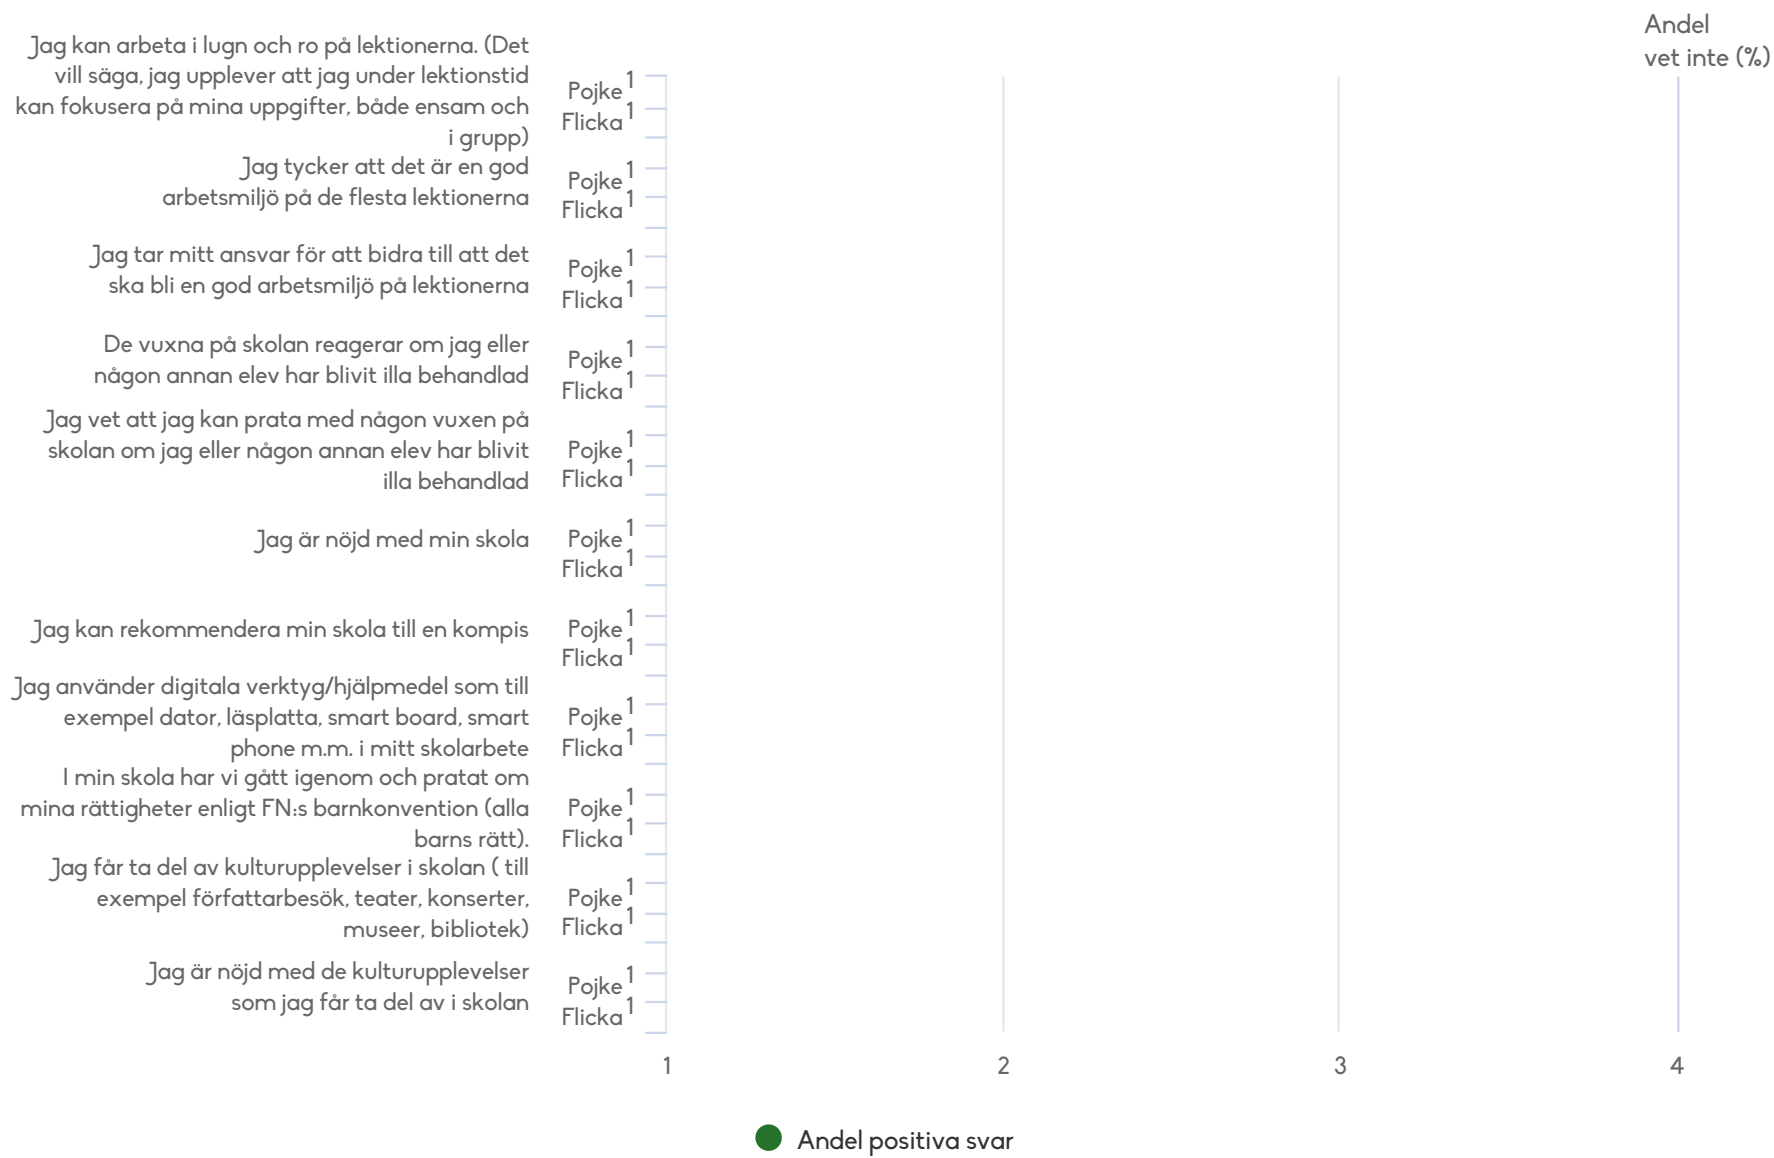 Andel
vet inte (%)
Jag kan arbeta i lugn och ro på lektionerna. (Det
vill säga, jag upplever att jag under lektionstid
kan fokusera på mina uppgifter, både ensam och
i grupp)
Pojke 1
Flicka 1
Jag tycker att det är en god
arbetsmiljö på de flesta lektionerna
Pojke 1
Flicka 1
Jag tar mitt ansvar för att bidra till att det
ska bli en god arbetsmiljö på lektionerna
Pojke 1
Flicka 1
De vuxna på skolan reagerar om jag eller
någon annan elev har blivit illa behandlad
Pojke 1
Flicka 1
Jag vet att jag kan prata med någon vuxen på
skolan om jag eller någon annan elev har blivit
illa behandlad
Pojke 1
Flicka 1
Jag är nöjd med min skola
Pojke 1
Flicka 1
Jag kan rekommendera min skola till en kompis
Pojke 1
Flicka 1
Jag använder digitala verktyg/hjälpmedel som till
exempel dator, läsplatta, smart board, smart
phone m.m. i mitt skolarbete
Pojke 1
Flicka 1
I min skola har vi gått igenom och pratat om
mina rättigheter enligt FN:s barnkonvention (alla
barns rätt).
Pojke 1
Flicka 1
Jag får ta del av kulturupplevelser i skolan ( till
exempel författarbesök, teater, konserter,
museer, bibliotek)
Pojke 1
Flicka 1
Jag är nöjd med de kulturupplevelser
som jag får ta del av i skolan
Pojke 1
Flicka 1
1 2 3 4
Andel positiva svar